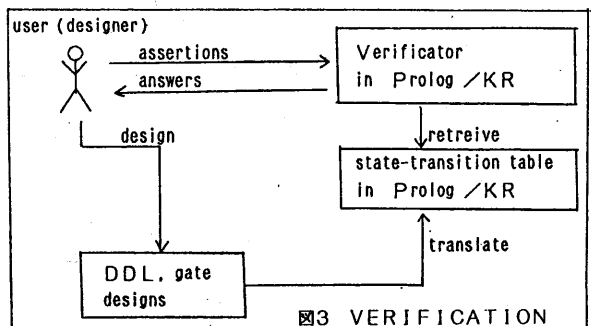 user (designer)
assertions
answers
Verificator
in Prolog/KR
design
retreive
state-transition table
in Prolog/KR
translate
DDL, gate
designs
図3 VERIFICATION